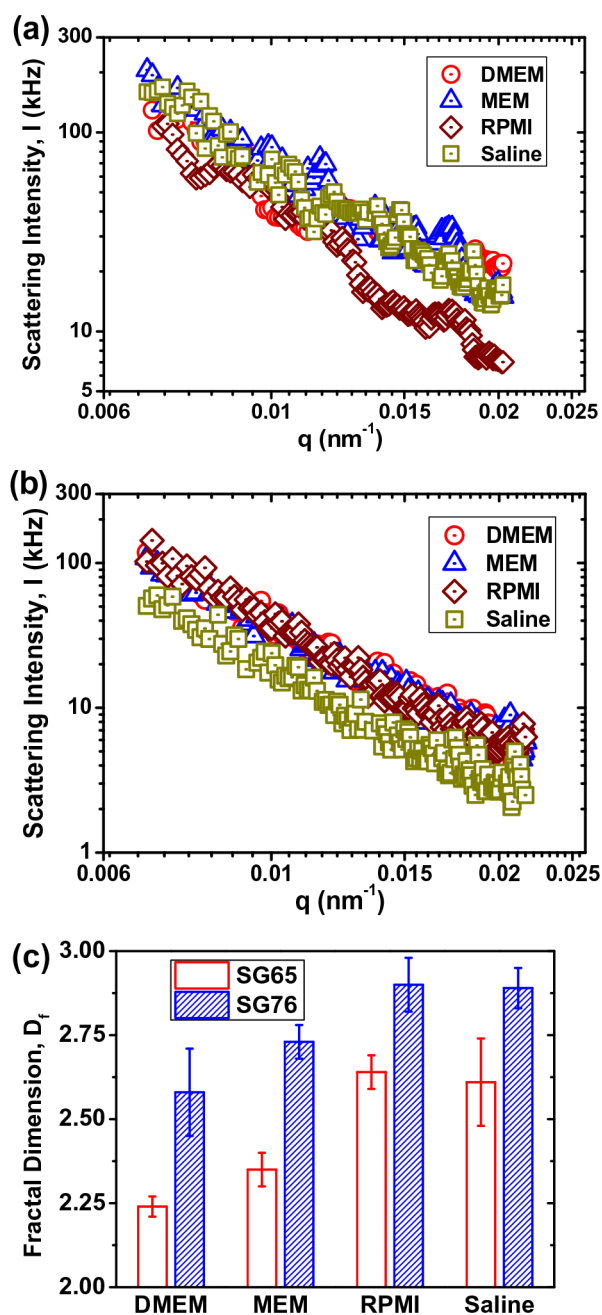 (a)
300
100
10
5
Scattering Intensity, I (kHz)
DMEM
MEM
RPMI
Saline
0.006 0.01 0.015 0.02 0.025
q (nm⁻¹)
(b)
300
100
10
1
Scattering Intensity, I (kHz)
DMEM
MEM
RPMI
Saline
0.006 0.01 0.015 0.02 0.025
q (nm⁻¹)
(c)
3.00
2.75
2.50
2.25
2.00
Fractal Dimension, D_f
SG65
SG76
DMEM MEM RPMI Saline